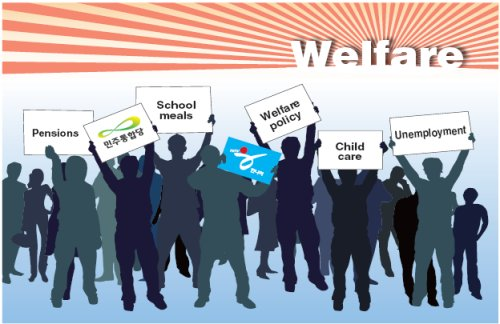 Welfare
School
meals
Welfare
policy
Pensions
민주통합당
Child
care
Unemployment